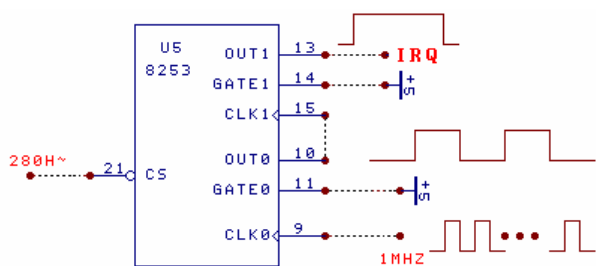 U5
8253
OUT1 13 IRQ
GATE1 14 +5
CLK1 15
OUT0 10
280H~ 21 CS
GATE0 11 +5
CLK0 9
1MHZ